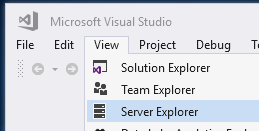 Microsoft Visual Studio
File Edit View Project Debug
Solution Explorer
Team Explorer
Server Explorer